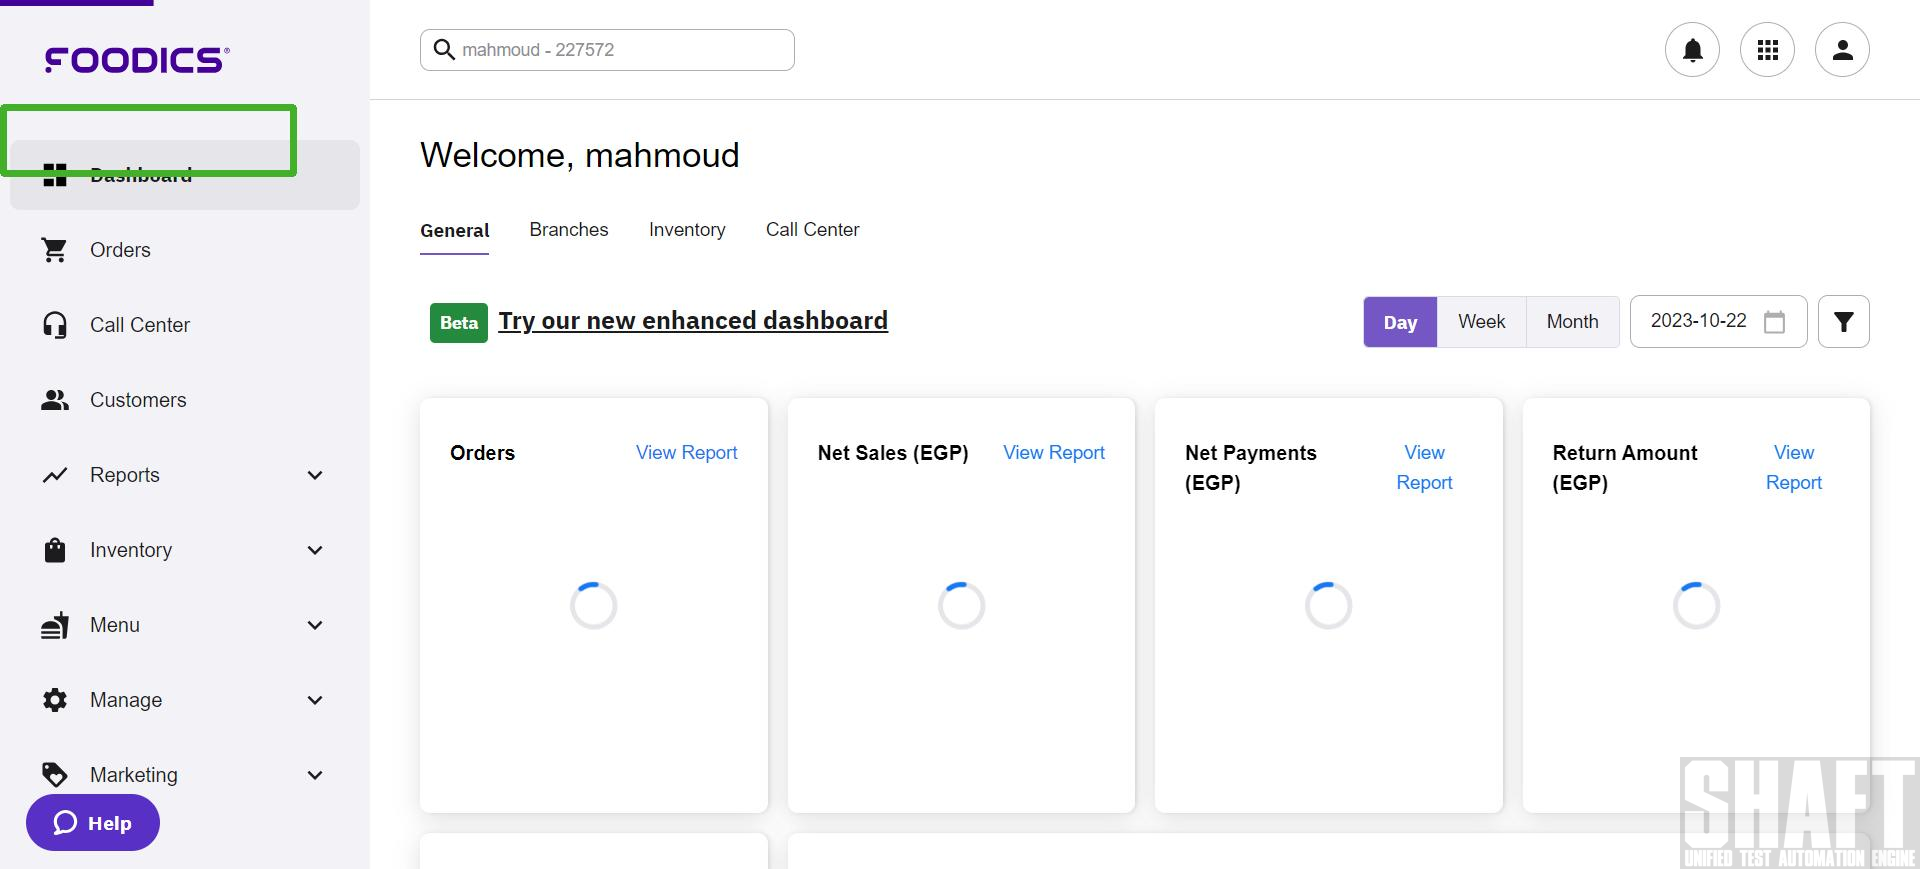 FOODICS®
mahmoud - 227572
Dashboard
Orders
Call Center
Customers
Reports
Inventory
Menu
Manage
Marketing
Help
Welcome, mahmoud
General Branches Inventory Call Center
Beta Try our new enhanced dashboard
Day Week Month 2023-10-22
Orders View Report
Net Sales (EGP) View Report
Net Payments (EGP) View Report
Return Amount (EGP) View Report
SHAFT
UNIFIED TEST AUTOMATION ENGINE